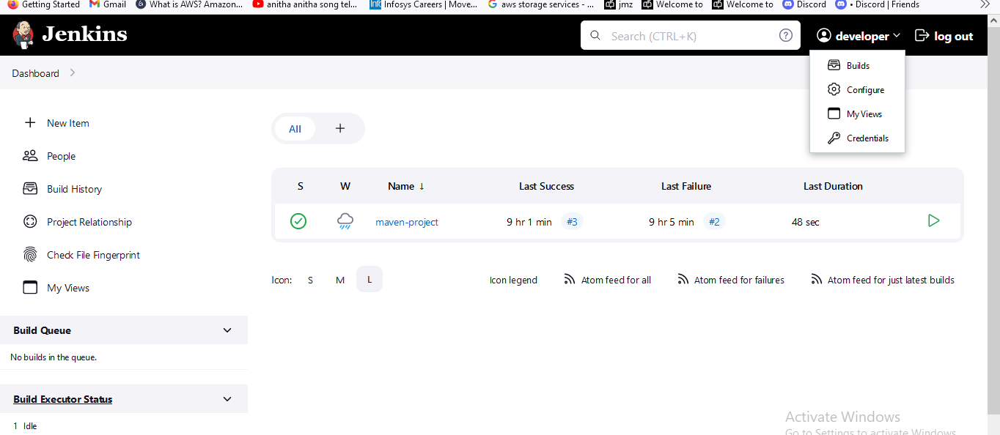 Getting Started Gmail What is AWS? Amazon... anitha anitha song tel... Infosys Careers | Move... aws storage services - ... jmz Welcome to Welcome to Discord • Discord | Friends
Jenkins Search (CTRL+K) developer log out
Builds
Configure
My Views
Credentials
Dashboard
New Item
People
Build History
Project Relationship
Check File Fingerprint
My Views
Build Queue
No builds in the queue.
Build Executor Status
1 Idle
All +
S W Name ↓ Last Success Last Failure Last Duration
maven-project 9 hr 1 min #3 9 hr 5 min #2 48 sec
Icon: S M L Icon legend Atom feed for all Atom feed for failures Atom feed for just latest builds
Activate Windows
Go to Settings to activate Windows.